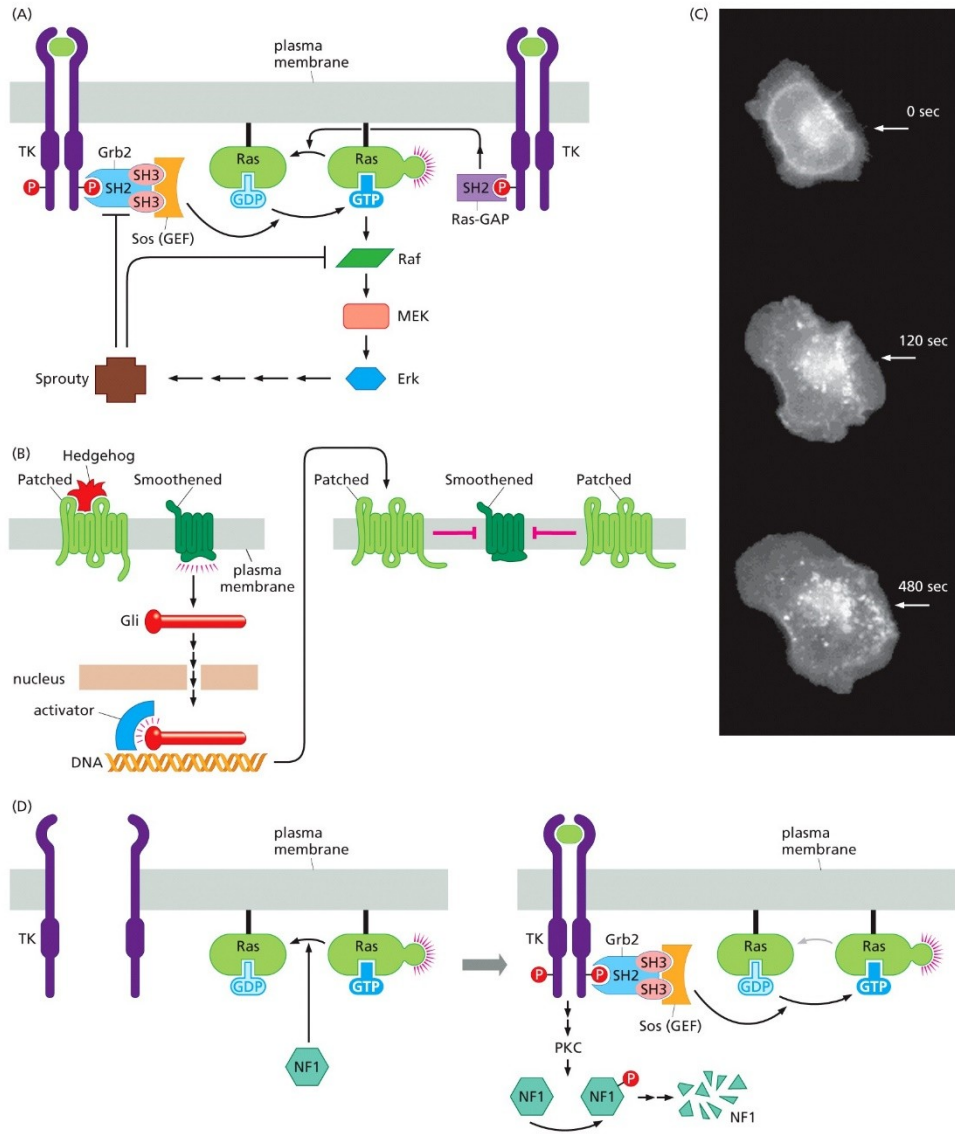 (A)
plasma
membrane
TK
Grb2
P
P
SH2
SH3
SH3
Sos (GEF)
Ras
GDP
Ras
GTP
SH2
P
Ras-GAP
TK
Raf
MEK
Erk
Sprouty
(B)
Hedgehog
Patched
Smoothened
plasma
membrane
Gli
nucleus
activator
DNA
Patched
Smoothened
Patched
(C)
0 sec
120 sec
480 sec
(D)
plasma
membrane
TK
Ras
GDP
Ras
GTP
NF1
plasma
membrane
TK
Grb2
P
P
SH2
SH3
SH3
Sos (GEF)
Ras
GDP
Ras
GTP
PKC
NF1
NF1
P
NF1